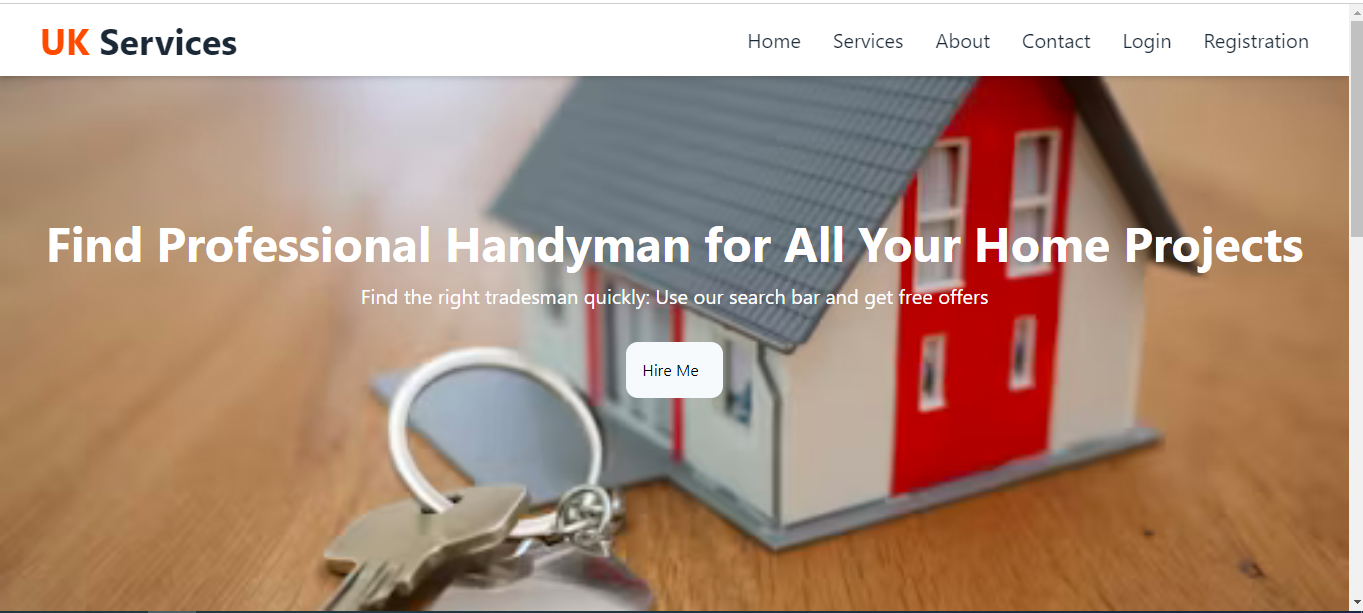 UK Services
Home Services About Contact Login Registration
Find Professional Handyman for All Your Home Projects
Find the right tradesman quickly: Use our search bar and get free offers
Hire Me